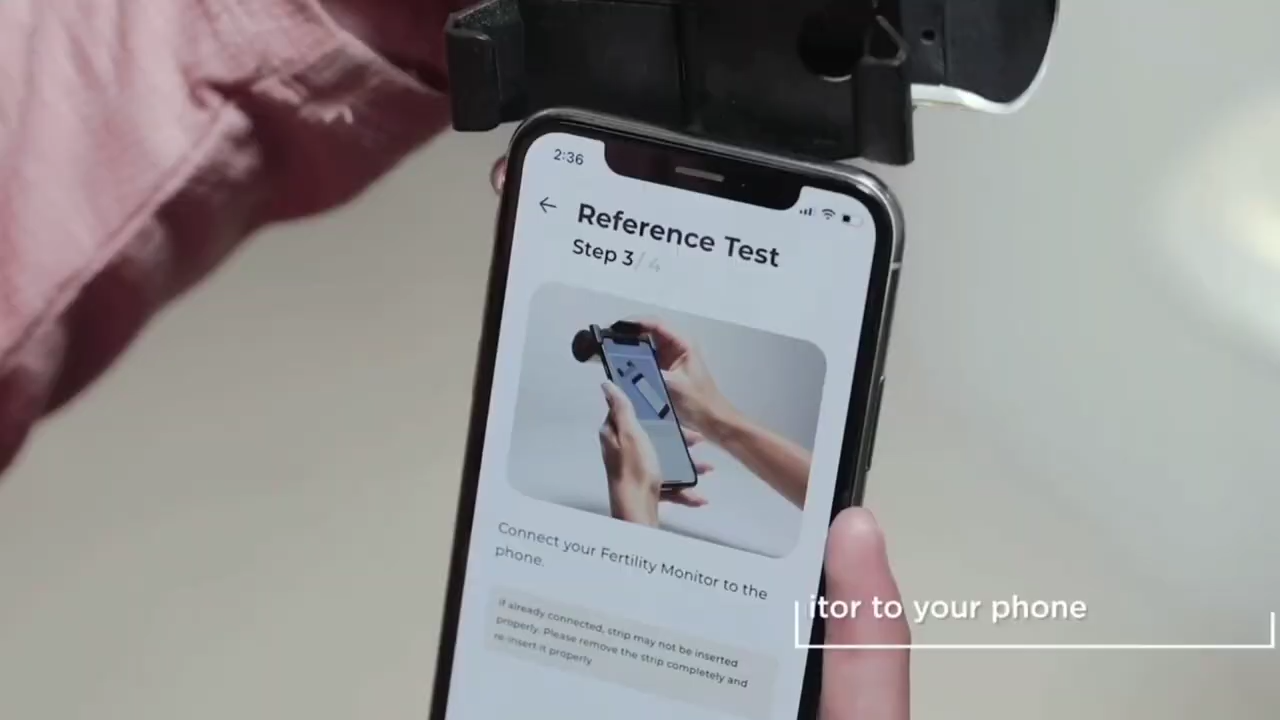 2:36
Reference Test
Step 3/4
Connect your Fertility Monitor to the
phone.
If already connected, strip may not be inserted
properly. Please remove the strip completely and
re-insert it properly
itor to your phone